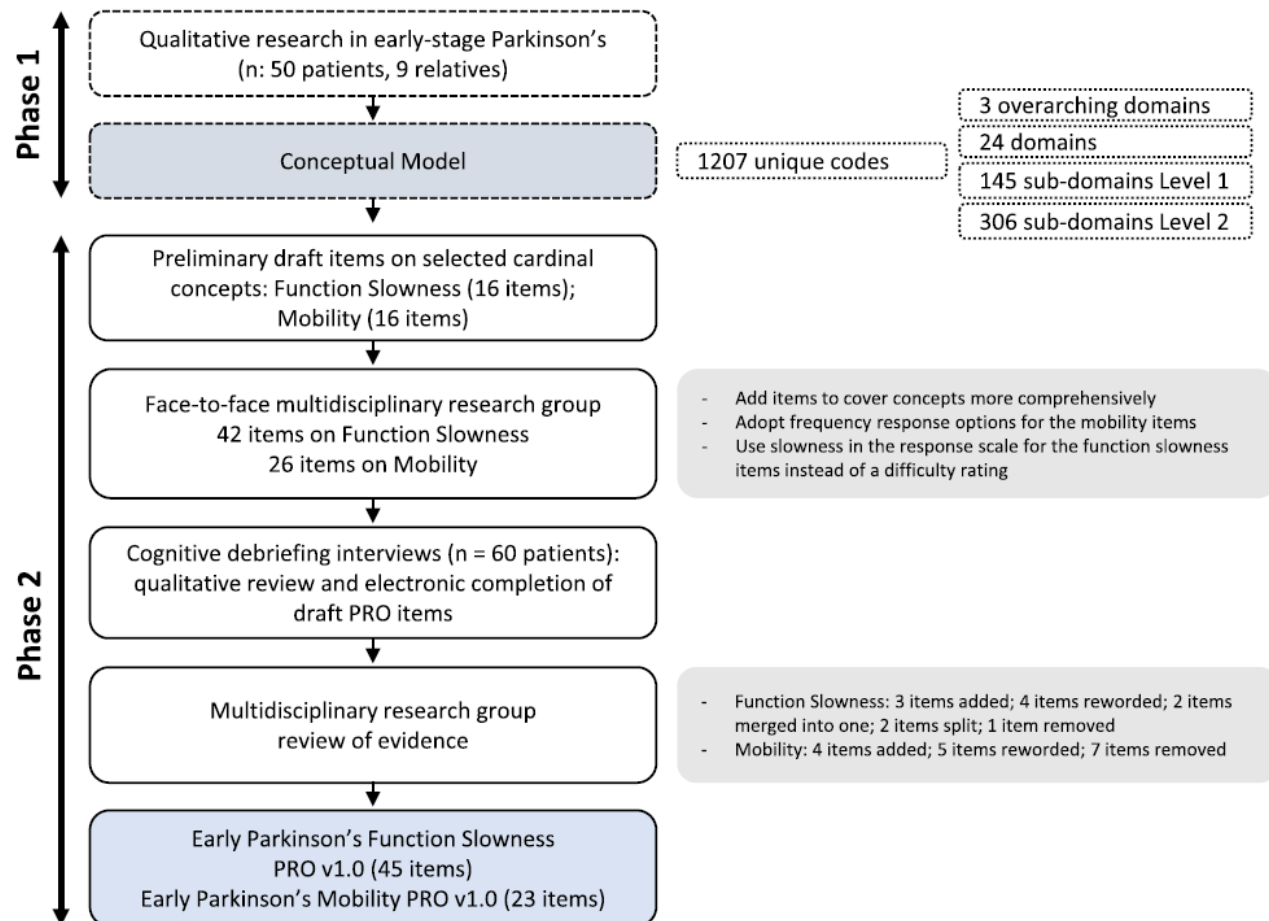 Phase 1
Qualitative research in early-stage Parkinson's
(n: 50 patients, 9 relatives)
Conceptual Model
1207 unique codes
3 overarching domains
24 domains
145 sub-domains Level 1
306 sub-domains Level 2
Phase 2
Preliminary draft items on selected cardinal
concepts: Function Slowness (16 items);
Mobility (16 items)
Face-to-face multidisciplinary research group
42 items on Function Slowness
26 items on Mobility
- Add items to cover concepts more comprehensively
- Adopt frequency response options for the mobility items
- Use slowness in the response scale for the function slowness
items instead of a difficulty rating
Cognitive debriefing interviews (n = 60 patients):
qualitative review and electronic completion of
draft PRO items
Multidisciplinary research group
review of evidence
- Function Slowness: 3 items added; 4 items reworded; 2 items
merged into one; 2 items split; 1 item removed
- Mobility: 4 items added; 5 items reworded; 7 items removed
Early Parkinson's Function Slowness
PRO v1.0 (45 items)
Early Parkinson's Mobility PRO v1.0 (23 items)